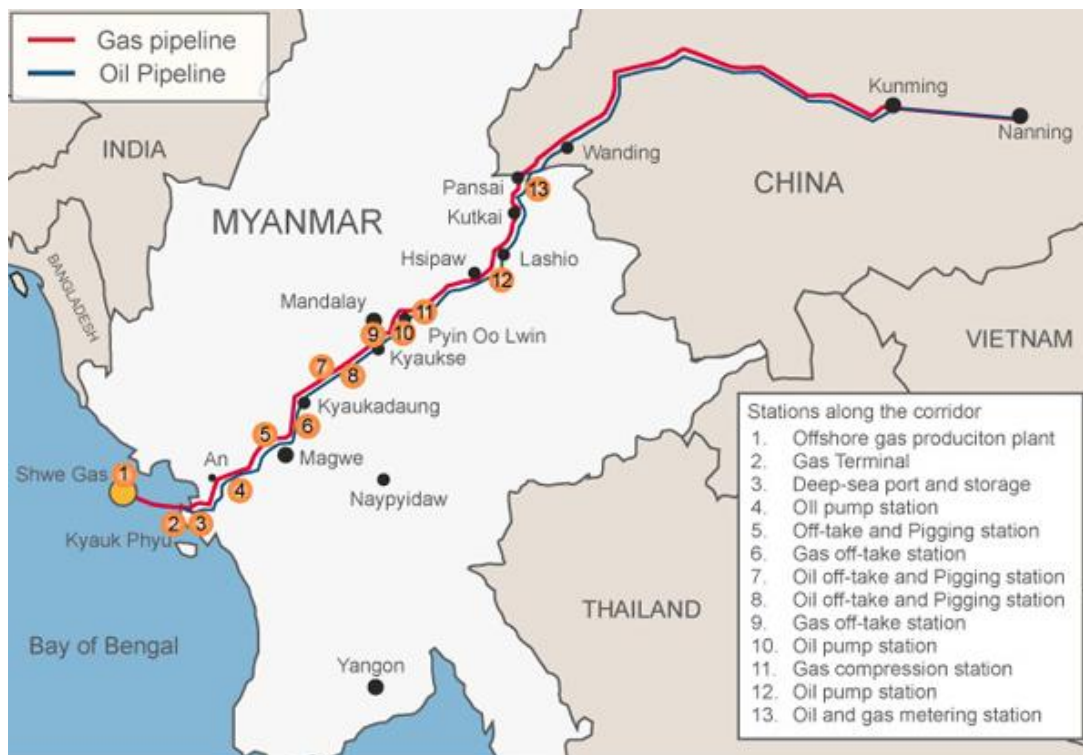 Gas pipeline
Oil Pipeline
INDIA
BANGLADESH
MYANMAR
CHINA
VIETNAM
THAILAND
Kunming
Nanning
Wanding
Pansai
13
Kutkai
Hsipaw
Lashio
12
Mandalay
11
9
10
Pyin Oo Lwin
Kyaukse
7
8
Kyaukadaung
6
5
Magwe
An
4
Naypyidaw
Shwe Gas
1
2
3
Kyauk Phyu
Bay of Bengal
Yangon
Stations along the corridor
1. Offshore gas produciton plant
2. Gas Terminal
3. Deep-sea port and storage
4. OIl pump station
5. Off-take and Pigging station
6. Gas off-take station
7. Oil off-take and Pigging station
8. Oil off-take and Pigging station
9. Gas off-take station
10. Oil pump station
11. Gas compression station
12. Oil pump station
13. Oil and gas metering station